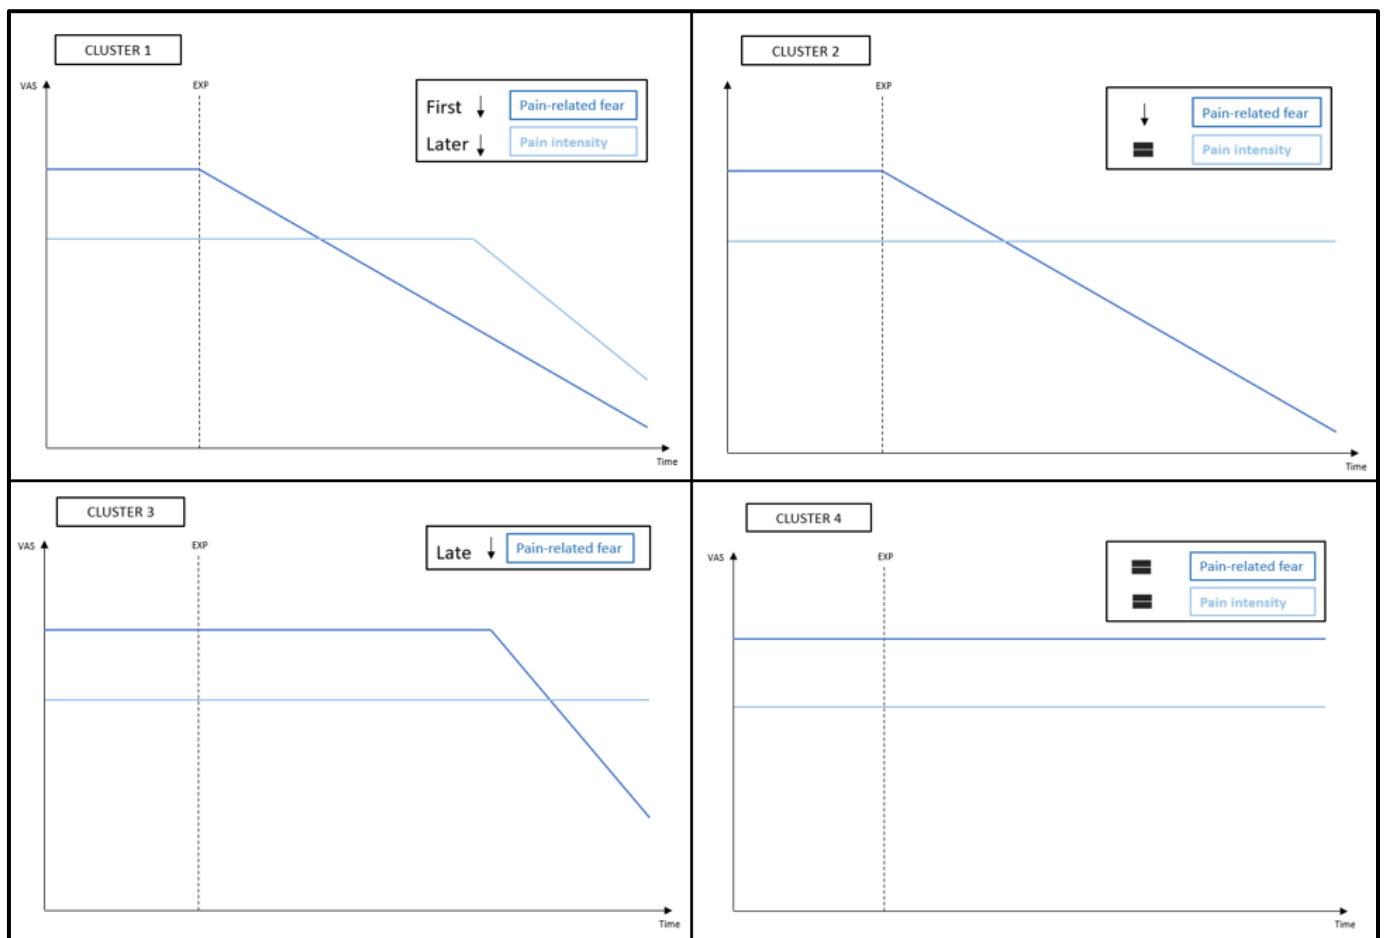 CLUSTER 1
VAS
EXP
First ↓ Pain-related fear
Later ↓ Pain intensity
Time
CLUSTER 2
VAS
EXP
↓ Pain-related fear
= Pain intensity
Time
CLUSTER 3
VAS
EXP
Late ↓ Pain-related fear
Time
CLUSTER 4
VAS
EXP
= Pain-related fear
= Pain intensity
Time